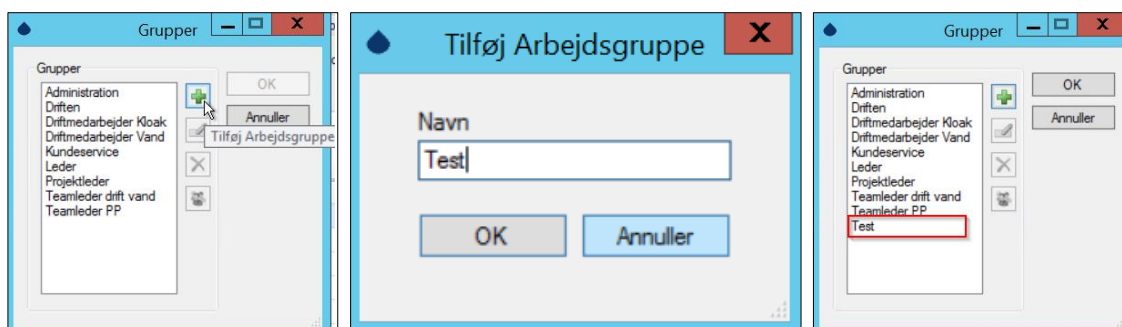 Grupper
Grupper
Administration
Driften
Driftmedarbejder Kloak
Driftmedarbejder Vand
Kundeservice
Leder
Projektleder
Teamleder drift vand
Teamleder PP
OK
Annuller
Tilføj Arbejdsgruppe
Tilføj Arbejdsgruppe
Navn
Test
OK
Annuller
Grupper
Grupper
Administration
Driften
Driftmedarbejder Kloak
Driftmedarbejder Vand
Kundeservice
Leder
Projektleder
Teamleder drift vand
Teamleder PP
Test
OK
Annuller